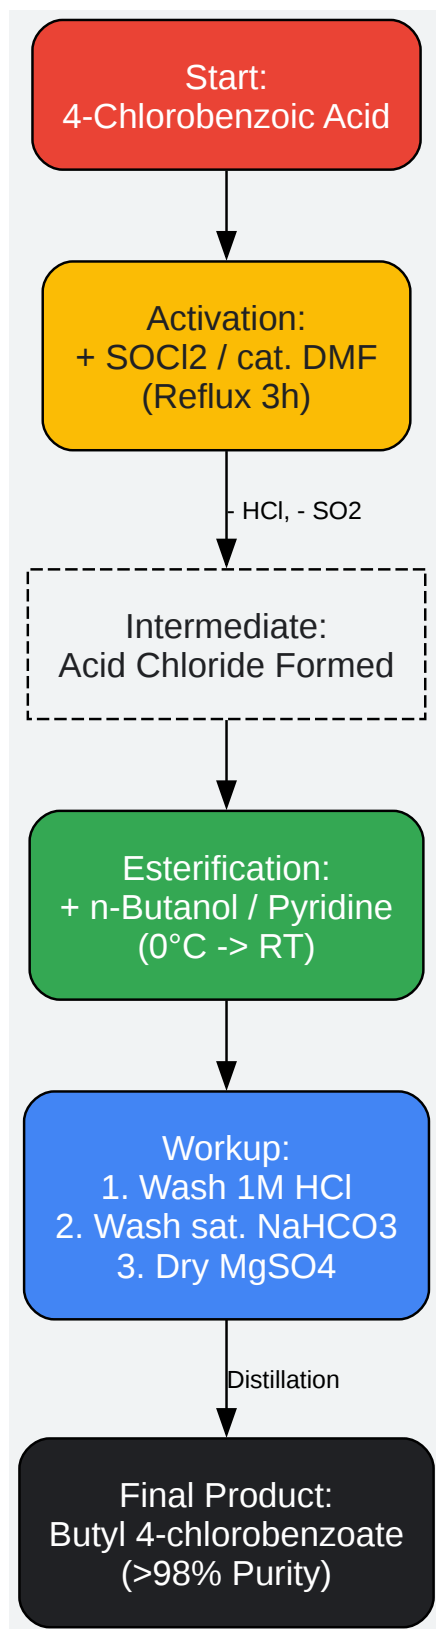 Start:
4-Chlorobenzoic Acid
Activation:
+ SOCl2 / cat. DMF
(Reflux 3h)
- HCl, - SO2
Intermediate:
Acid Chloride Formed
Esterification:
+ n-Butanol / Pyridine
(0°C -> RT)
Workup:
1. Wash 1M HCl
2. Wash sat. NaHCO3
3. Dry MgSO4
Distillation
Final Product:
Butyl 4-chlorobenzoate
(>98% Purity)